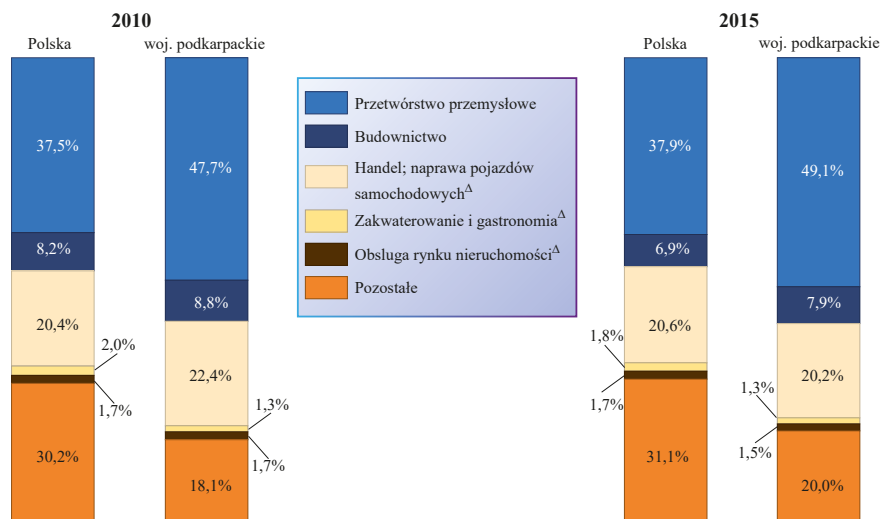 2010
Polska
woj. podkarpackie
37,5%
8,2%
20,4%
2,0%
1,7%
30,2%
47,7%
8,8%
22,4%
1,3%
1,7%
18,1%
Przetwórstwo przemysłowe
Budownictwo
Handel; naprawa pojazdów
samochodowych^Δ
Zakwaterowanie i gastronomia^Δ
Obsluga rynku nieruchomości^Δ
Pozostałe
2015
Polska
woj. podkarpackie
37,9%
6,9%
20,6%
1,8%
1,7%
31,1%
49,1%
7,9%
20,2%
1,3%
1,5%
20,0%